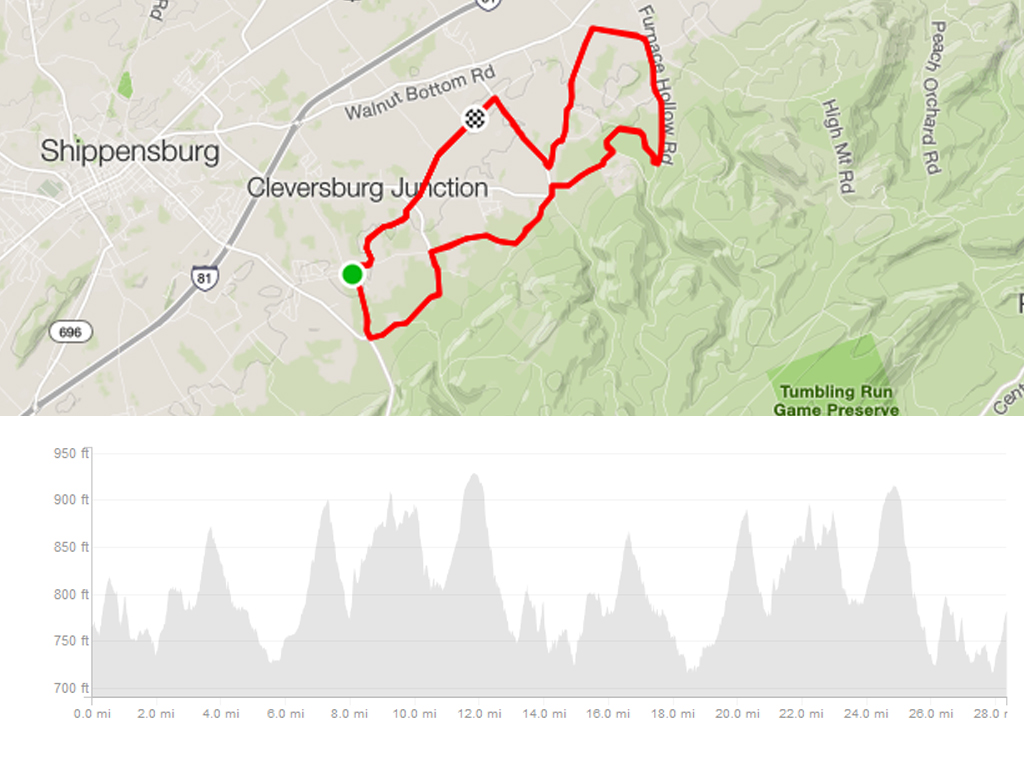 Rd
Furnace Hollow Rd
Peach Orchard Rd
Walnut Bottom Rd
High Mt Rd
Shippensburg
Cleversburg Junction
81
696
Tumbling Run
Game Preserve
950 ft
900 ft
850 ft
800 ft
750 ft
700 ft
0.0 mi 2.0 mi 4.0 mi 6.0 mi 8.0 mi 10.0 mi 12.0 mi 14.0 mi 16.0 mi 18.0 mi 20.0 mi 22.0 mi 24.0 mi 26.0 mi 28.0